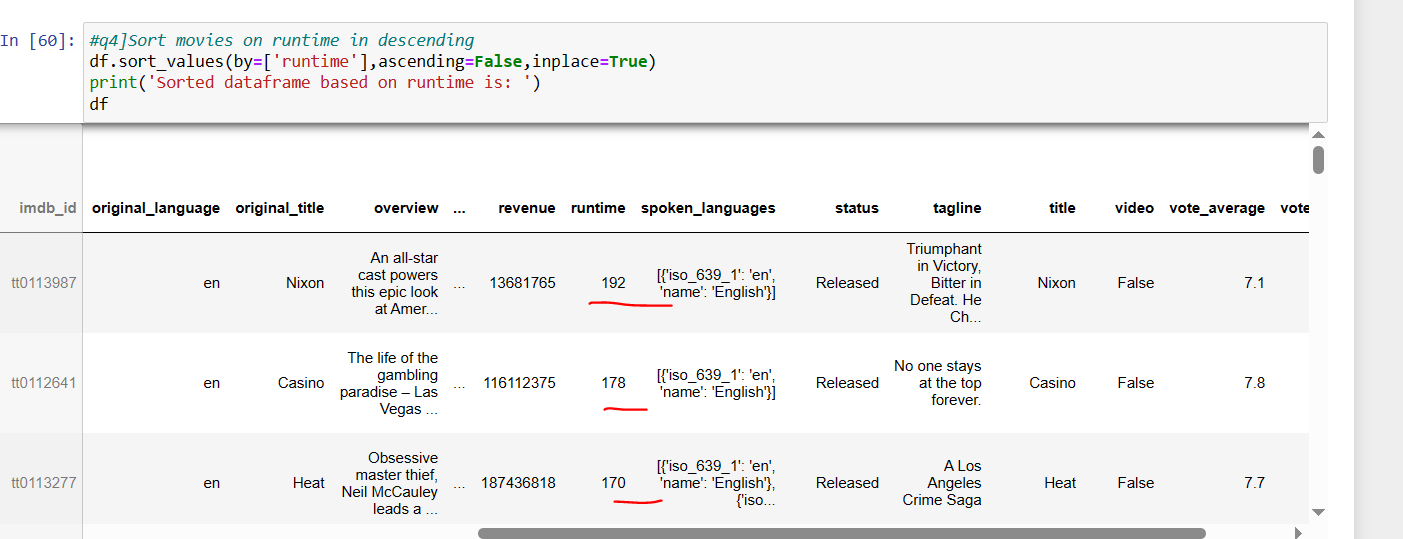 In [60]: #q4]Sort movies on runtime in descending
df.sort_values(by=['runtime'],ascending=False,inplace=True)
print('Sorted dataframe based on runtime is: ')
df
imdb_id original_language original_title overview ... revenue runtime spoken_languages status tagline title video vote_average vote
tt0113987 en Nixon An all-star cast powers this epic look at Amer... ... 13681765 192 [{'iso_639_1': 'en', 'name': 'English'}] Released Triumphant in Victory, Bitter in Defeat. He Ch... Nixon False 7.1
tt0112641 en Casino The life of the gambling paradise – Las Vegas ... ... 116112375 178 [{'iso_639_1': 'en', 'name': 'English'}] Released No one stays at the top forever. Casino False 7.8
tt0113277 en Heat Obsessive master thief, Neil McCauley leads a ... ... 187436818 170 [{'iso_639_1': 'en', 'name': 'English'}, {'iso... Released A Los Angeles Crime Saga Heat False 7.7